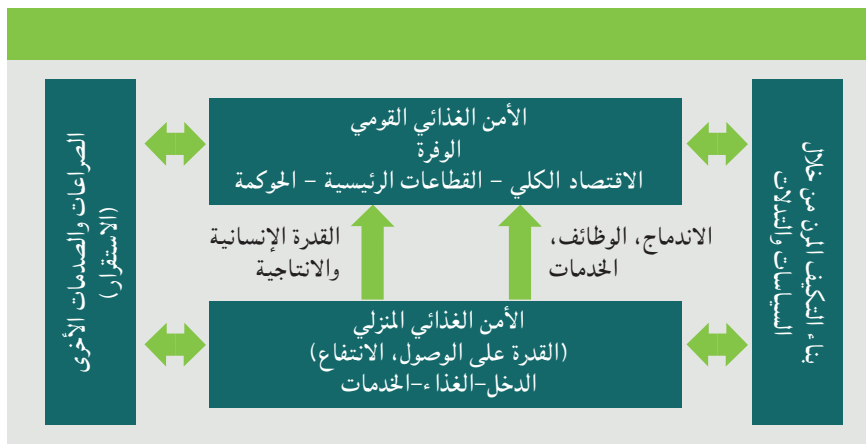 بناء التكيف المرن من خلال
السياسات والتدلات
الأمن الغذائي القومي
الوفرة
الاقتصاد الكلي – القطاعات الرئيسية – الحوكمة
الاندماج، الوظائف،
الخدمات
القدرة الإنسانية
والانتاجية
الأمن الغذائي المنزلي
(القدرة على الوصول، الانتفاع)
الدخل-الغذاء-الخدمات
الصراعات والصدمات الأخرى
(الاستقرار)